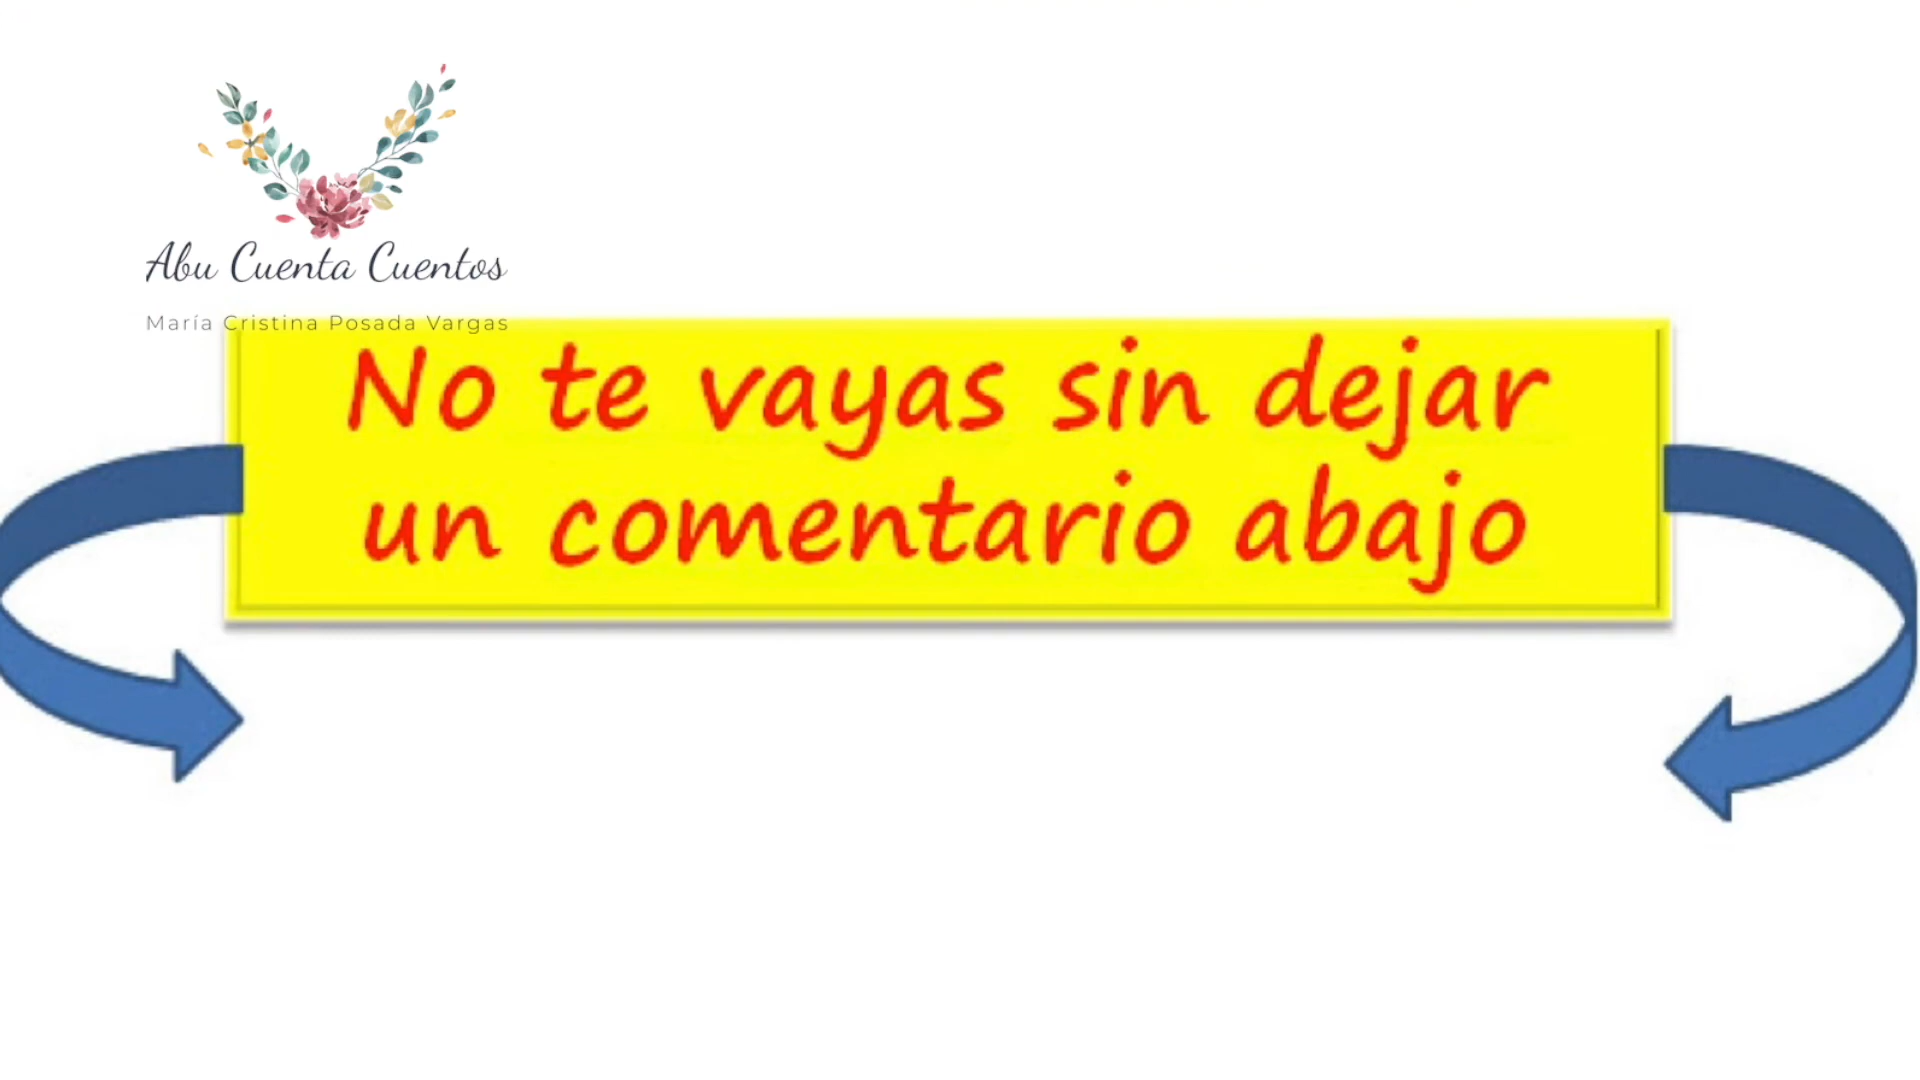 Abu Cuenta Cuentos
María Cristina Posada Vargas
No te vayas sin dejar
un comentario abajo